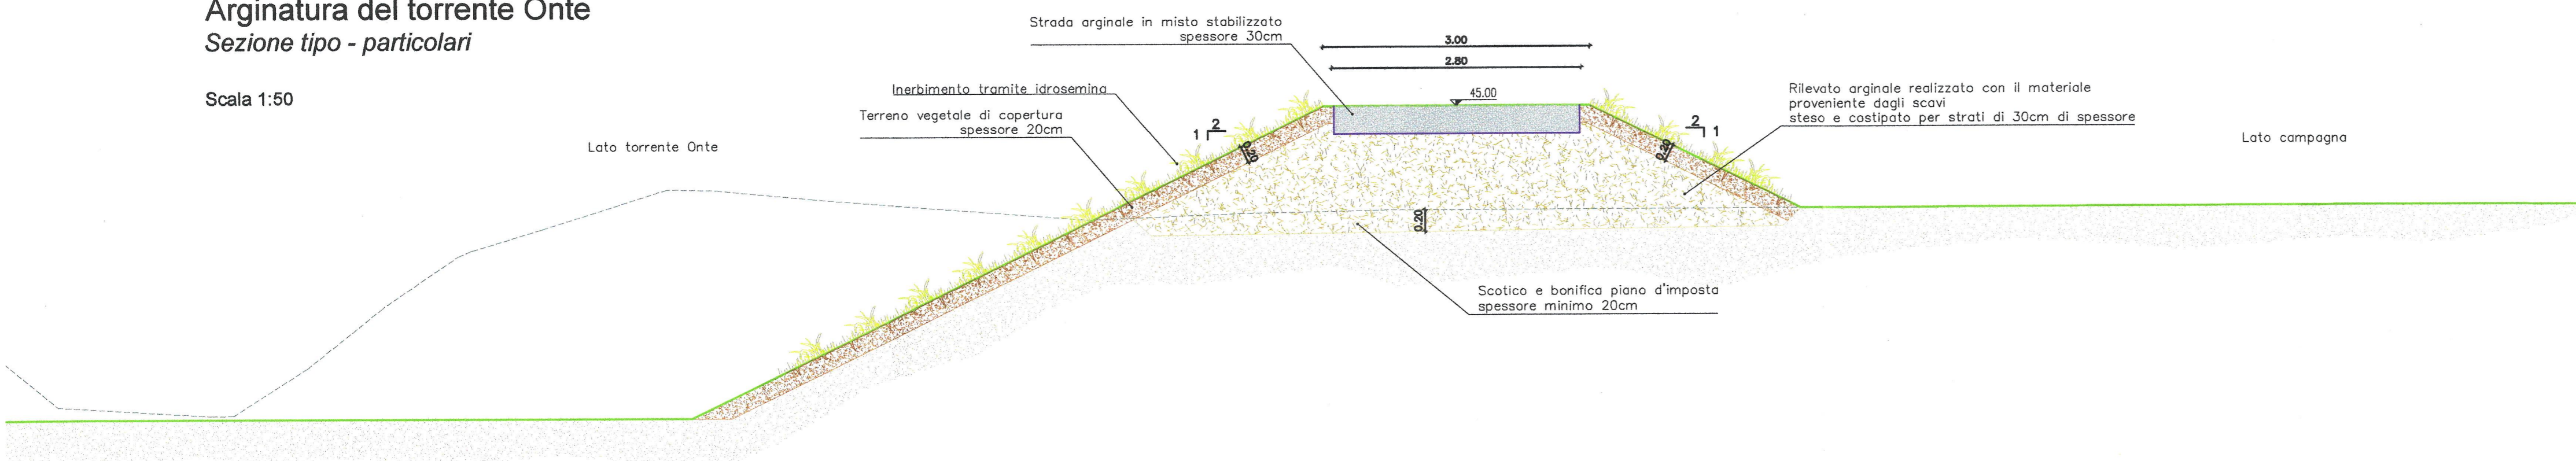 Arginatura del torrente Onte
Sezione tipo - particolari
Scala 1:50
Strada arginale in misto stabilizzato
spessore 30cm
3.00
2.80
45.00
Inerbimento tramite idrosemina
Terreno vegetale di copertura
spessore 20cm
Rilevato arginale realizzato con il materiale
proveniente dagli scavi
steso e costipato per strati di 30cm di spessore
1 2
2 1
Lato torrente Onte
Lato campagna
0.20
0.20
0.20
Scotico e bonifica piano d'imposta
spessore minimo 20cm